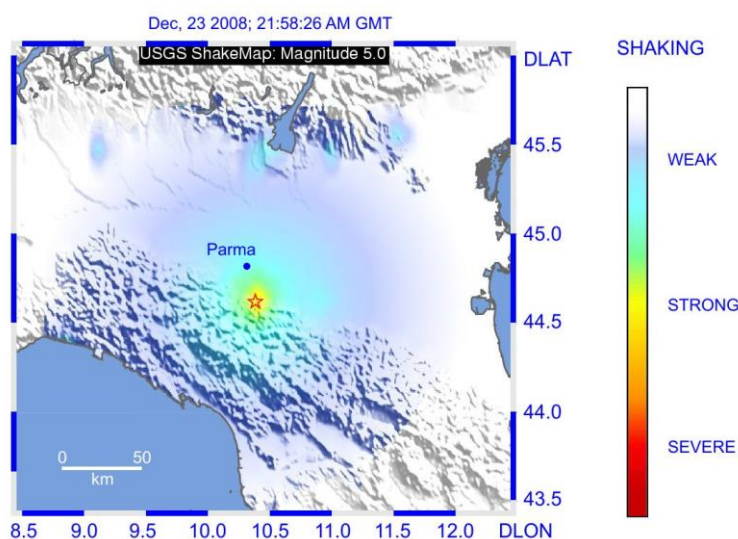 Dec, 23 2008; 21:58:26 AM GMT
USGS ShakeMap: Magnitude 5.0
DLAT
SHAKING
45.5
WEAK
45.0
Parma
STRONG
44.5
44.0
0 50
km
SEVERE
43.5
8.5 9.0 9.5 10.0 10.5 11.0 11.5 12.0 DLON